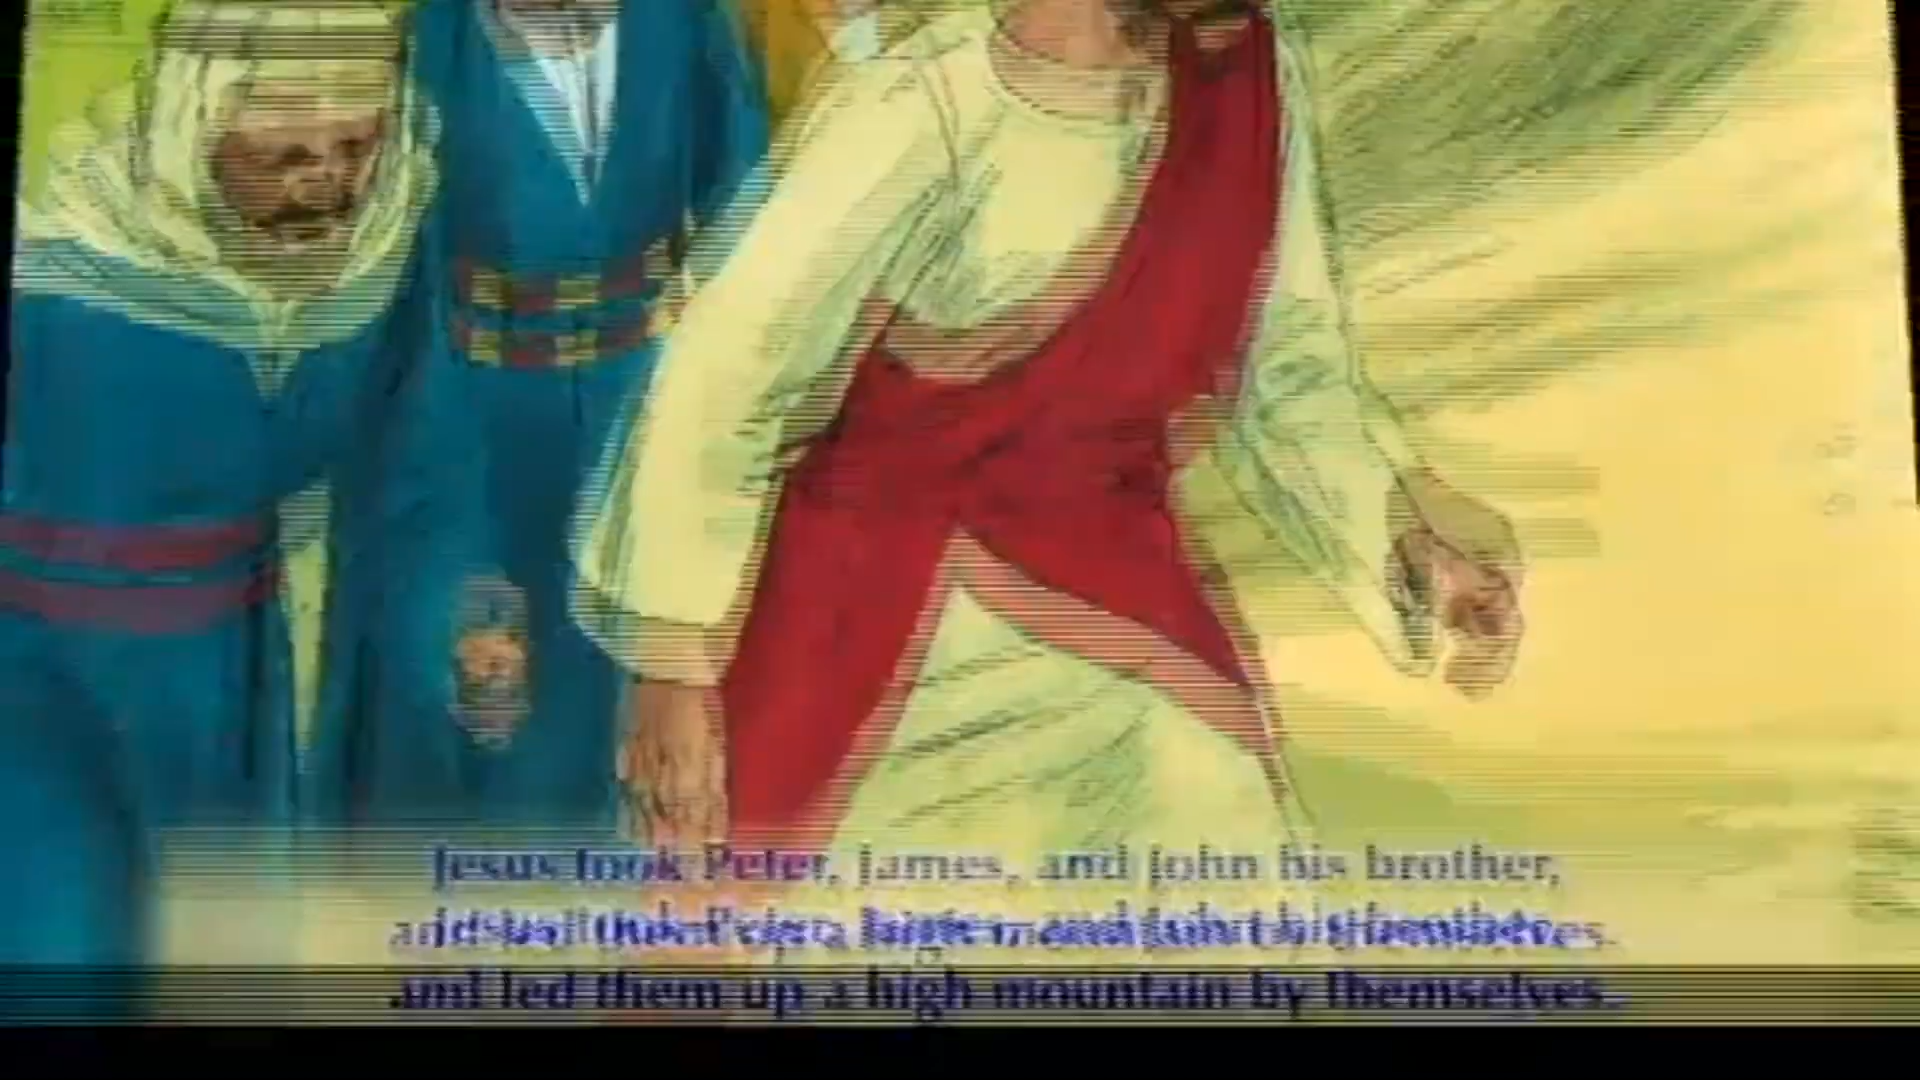 Jesus took Peter, James, and John his brother,
and led them up a high mountain by themselves.